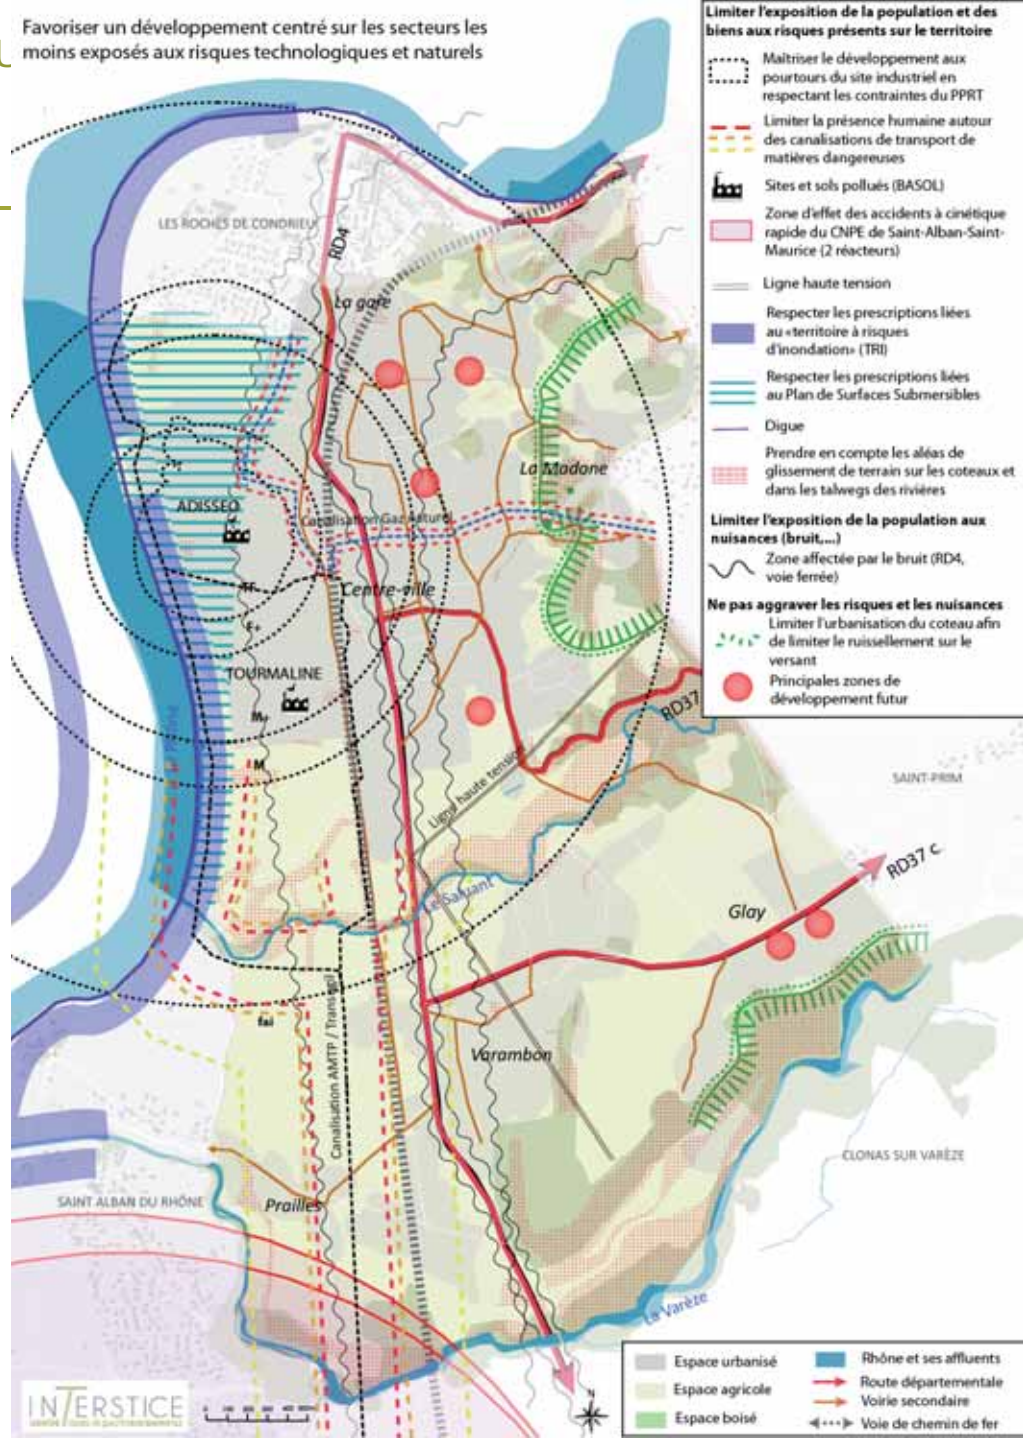 Favoriser un développement centré sur les secteurs les
moins exposés aux risques technologiques et naturels
Limiter l'exposition de la population et des
biens aux risques présents sur le territoire
Maîtriser le développement aux
pourtours du site industriel en
respectant les contraintes du PPRT
Limiter la présence humaine autour
des canalisations de transport de
matières dangereuses
Sites et sols pollués (BASOL)
Zone d'effet des accidents à cinétique
rapide du CNPE de Saint-Alban-Saint-
Maurice (2 réacteurs)
Ligne haute tension
Respecter les prescriptions liées
au «territoire à risques
d'inondation» (TRI)
Respecter les prescriptions liées
au Plan de Surfaces Submersibles
Digue
Prendre en compte les aléas de
glissement de terrain sur les coteaux et
dans les talwegs des rivières
Limiter l'exposition de la population aux
nuisances (bruit,...)
Zone affectée par le bruit (RD4,
voie ferrée)
Ne pas aggraver les risques et les nuisances
Limiter l'urbanisation du coteau afin
de limiter le ruissellement sur le
versant
Principales zones de
développement futur
LES ROCHES DE CONDRIEU
RD4
La gare
La Madone
ADISSEO
Canalisation Gaz Naturel
Centre-ville
TF
F+
TOURMALINE
M+
M
RD37
Ligne haute tension
SAINT-PRIM
RD37 c
Le Saluant
Glay
fai
Canalisation AMTP / Transugil
Varambon
CLONAS SUR VARÈZE
SAINT ALBAN DU RHÔNE
Prailles
La Varèze
Espace urbanisé
Espace agricole
Espace boisé
Rhône et ses affluents
Route départementale
Voirie secondaire
Voie de chemin de fer
INTERSTICE
N